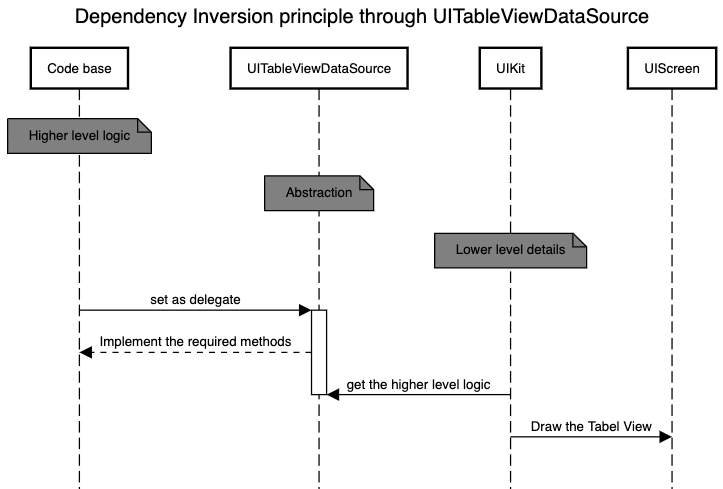 Dependency Inversion principle through UITableViewDataSource
Code base
UITableViewDataSource
UIKit
UIScreen
Higher level logic
Abstraction
Lower level details
set as delegate
Implement the required methods
get the higher level logic
Draw the Tabel View